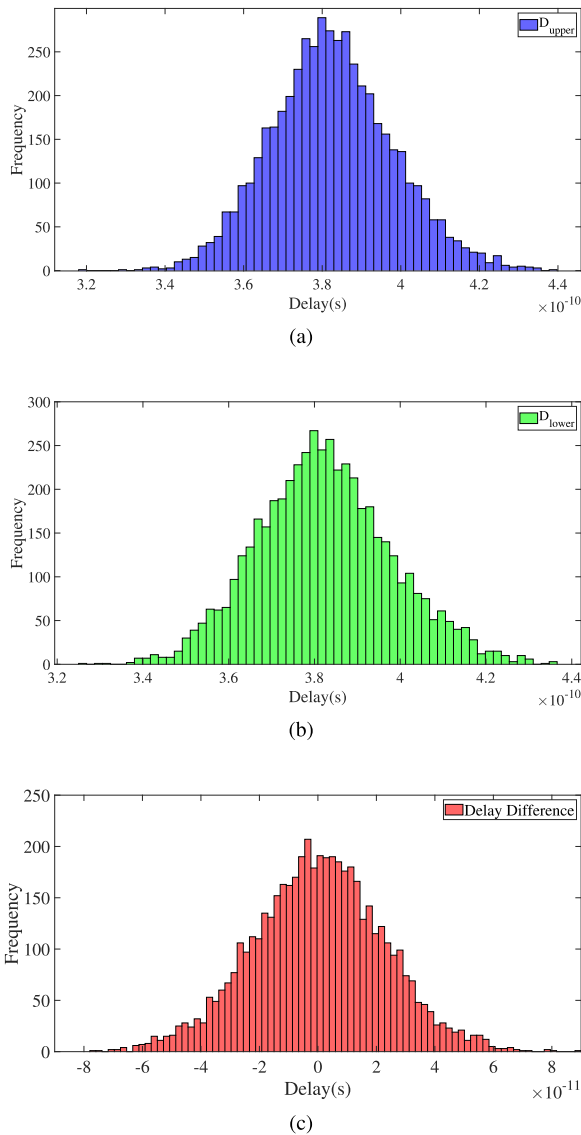 D_upper
250
200
150
100
50
0
Frequency
3.2 3.4 3.6 3.8 4 4.2 4.4
Delay(s)
×10^-10
(a)
300
D_lower
250
200
150
100
50
0
Frequency
3.2 3.4 3.6 3.8 4 4.2 4.4
Delay(s)
×10^-10
(b)
250
Delay Difference
200
150
100
50
0
Frequency
-8 -6 -4 -2 0 2 4 6 8
Delay(s)
×10^-11
(c)